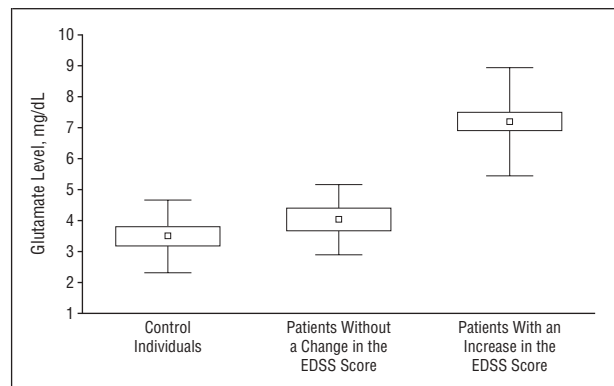 Glutamate Level, mg/dL
10
9
8
7
6
5
4
3
2
1
Control
Individuals
Patients Without
a Change in the
EDSS Score
Patients With an
Increase in the
EDSS Score